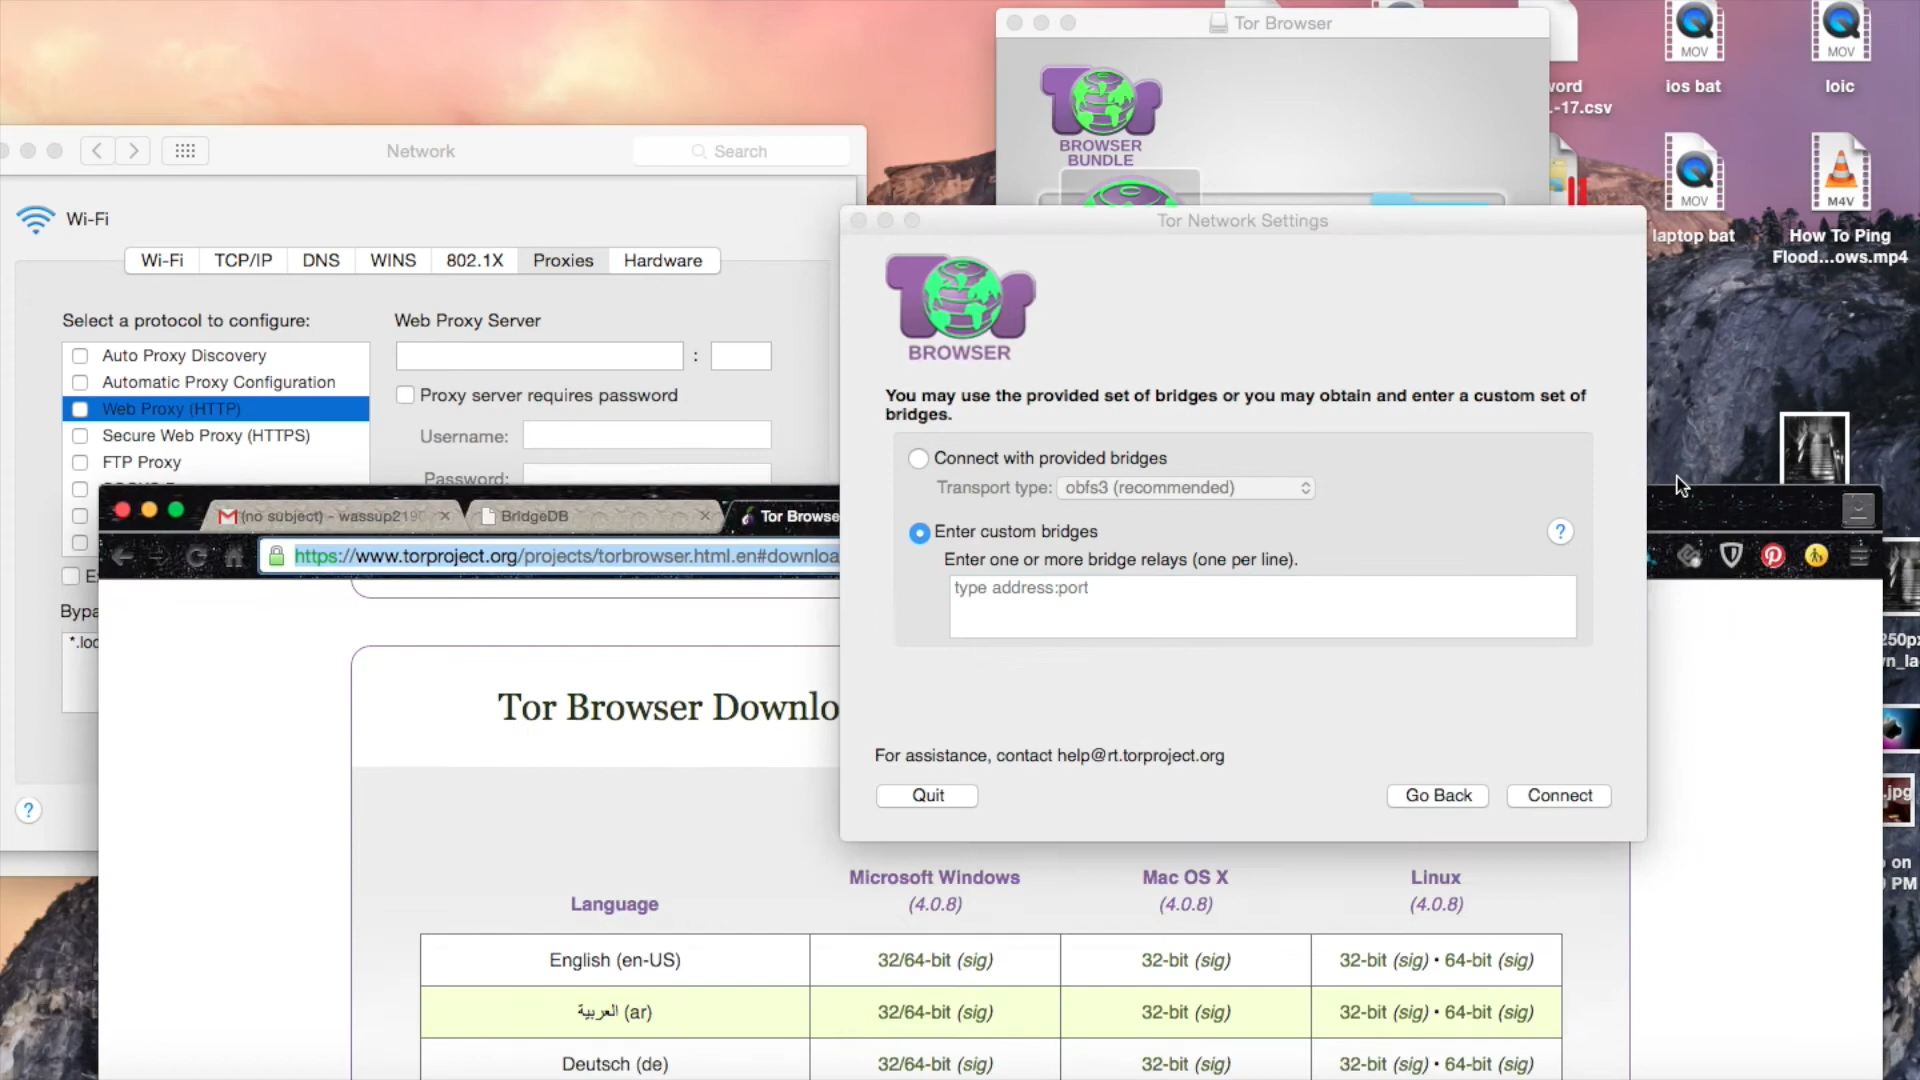 Tor Browser
Tor
BROWSER
BUNDLE
MOV
ios bat
MOV
loic
-17.csv
MOV
laptop bat
M4V
How To Ping
Flood...ows.mp4
Network
Search
Wi-Fi
Wi-Fi
TCP/IP
DNS
WINS
802.1X
Proxies
Hardware
Select a protocol to configure:
Auto Proxy Discovery
Automatic Proxy Configuration
Web Proxy (HTTP)
Secure Web Proxy (HTTPS)
FTP Proxy
Web Proxy Server
:
Proxy server requires password
Username:
Password:
*.loc
?
Tor Network Settings
Tor
BROWSER
You may use the provided set of bridges or you may obtain and enter a custom set of
bridges.
Connect with provided bridges
Transport type: obfs3 (recommended)
Enter custom bridges
?
Enter one or more bridge relays (one per line).
type address:port
For assistance, contact help@rt.torproject.org
Quit
Go Back
Connect
(no subject) - wassup219
BridgeDB
Tor Browse
https://www.torproject.org/projects/torbrowser.html.en#downloa
Tor Browser Downlo
Language
Microsoft Windows
(4.0.8)
Mac OS X
(4.0.8)
Linux
(4.0.8)
English (en-US)
32/64-bit (sig)
32-bit (sig)
32-bit (sig) • 64-bit (sig)
العربية (ar)
32/64-bit (sig)
32-bit (sig)
32-bit (sig) • 64-bit (sig)
Deutsch (de)
32/64-bit (sig)
32-bit (sig)
32-bit (sig) • 64-bit (sig)
250px
.jpg
on
PM